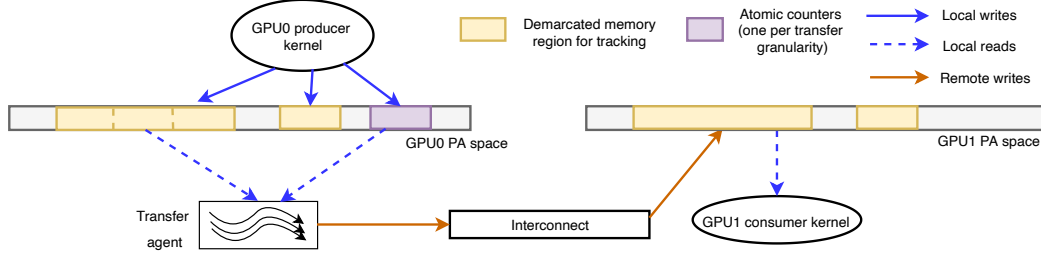 GPU0 producer
kernel
Demarcated memory
region for tracking
Atomic counters
(one per transfer
granularity)
Local writes
Local reads
Remote writes
GPU0 PA space
GPU1 PA space
Transfer
agent
Interconnect
GPU1 consumer kernel